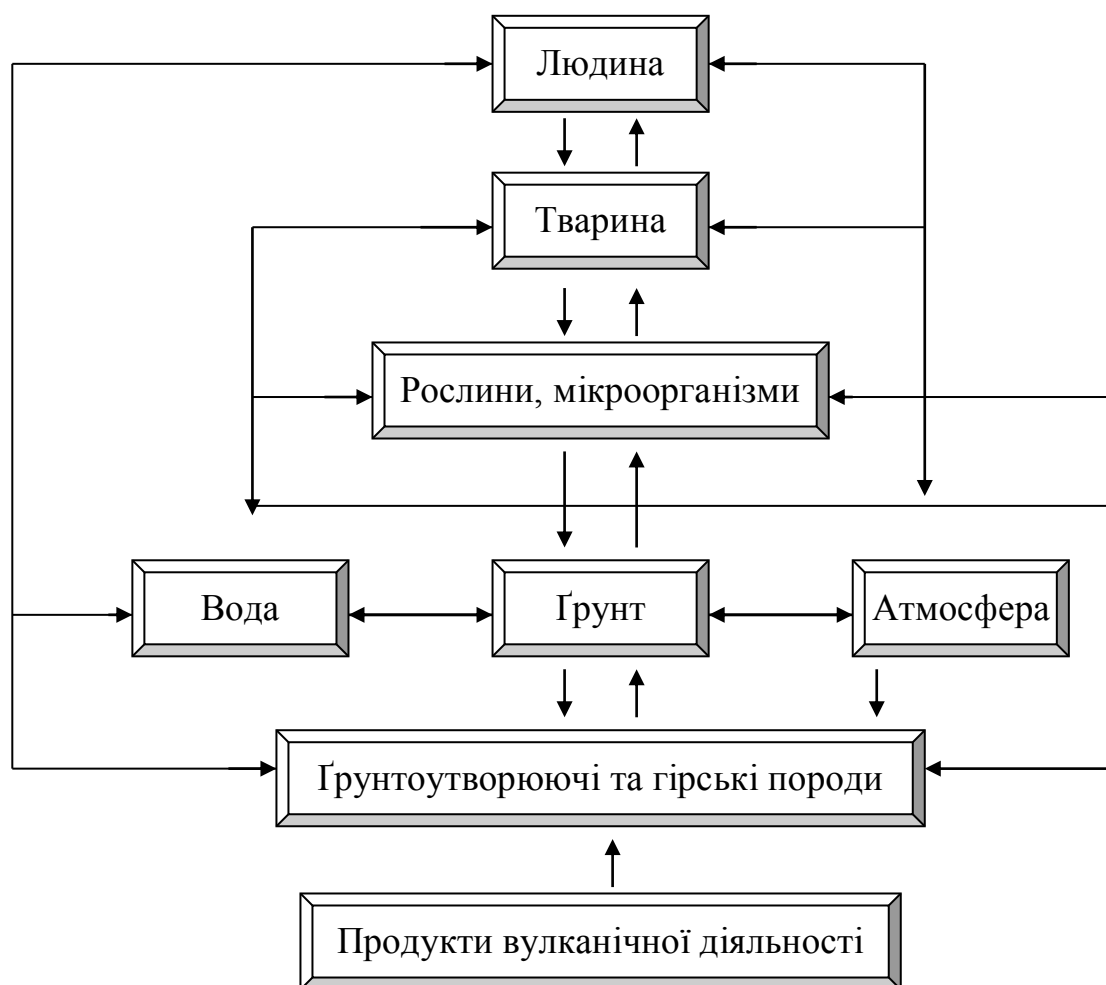 Людина
Тварина
Рослини, мікроорганізми
Вода
Ґрунт
Атмосфера
Ґрунтоутворюючі та гірські породи
Продукти вулканічної діяльності